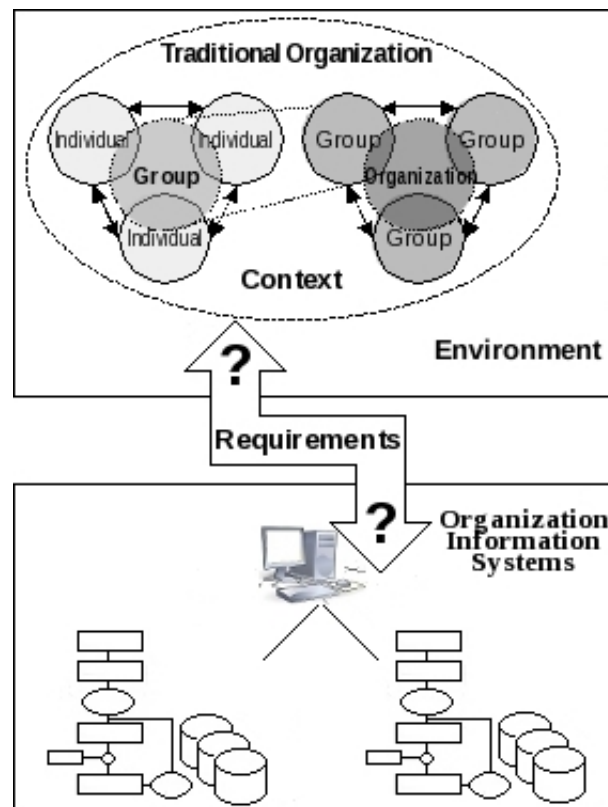 Traditional Organization
Individual
Individual
Group
Group
Group
Organization
Individual
Group
Context
Environment
?
Requirements
?
Organization
Information
Systems